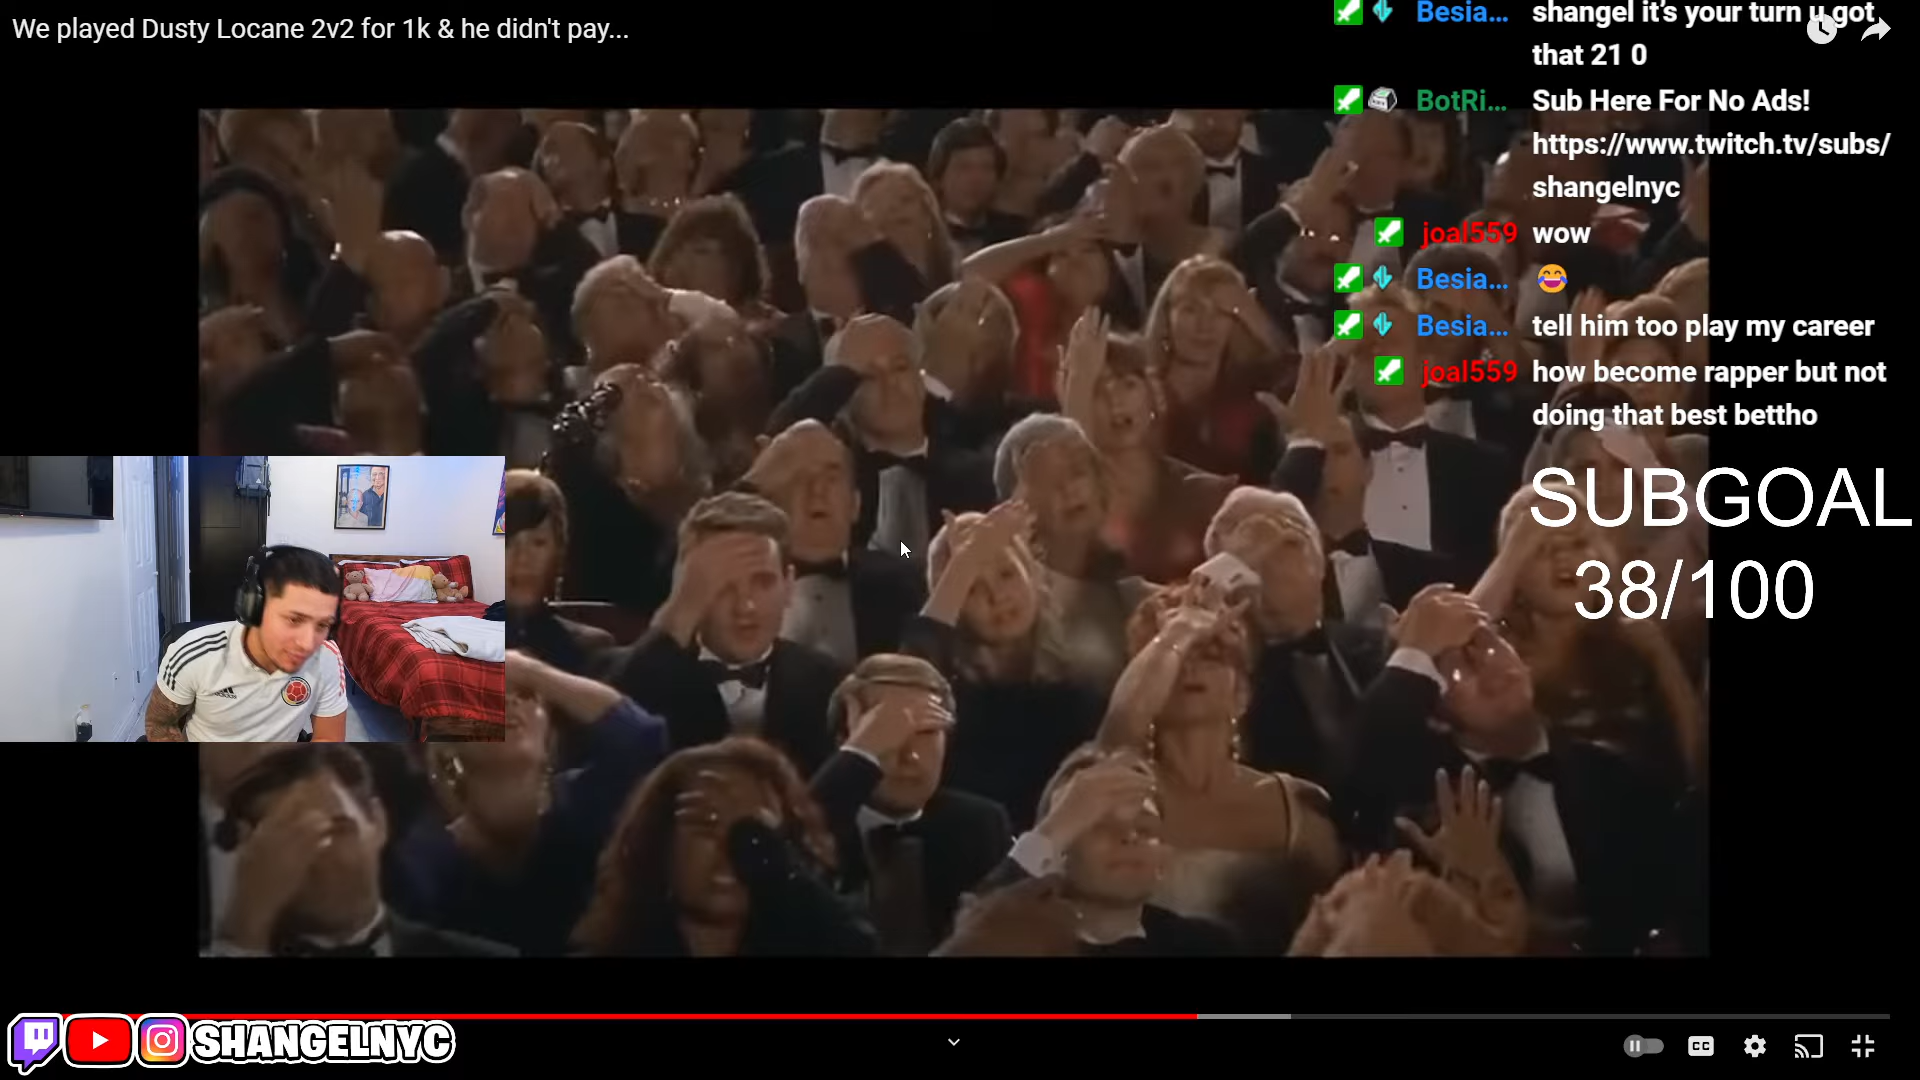 We played Dusty Locane 2v2 for 1k & he didn't pay...
Besia... shangel it's your turn u got
that 21 0
BotRi... Sub Here For No Ads!
https://www.twitch.tv/subs/
shangelnyc
joal559 wow
Besia... 😂
Besia... tell him too play my career
joal559 how become rapper but not
doing that best bettho
SUBGOAL
38/100
SHANGELNYC
CC